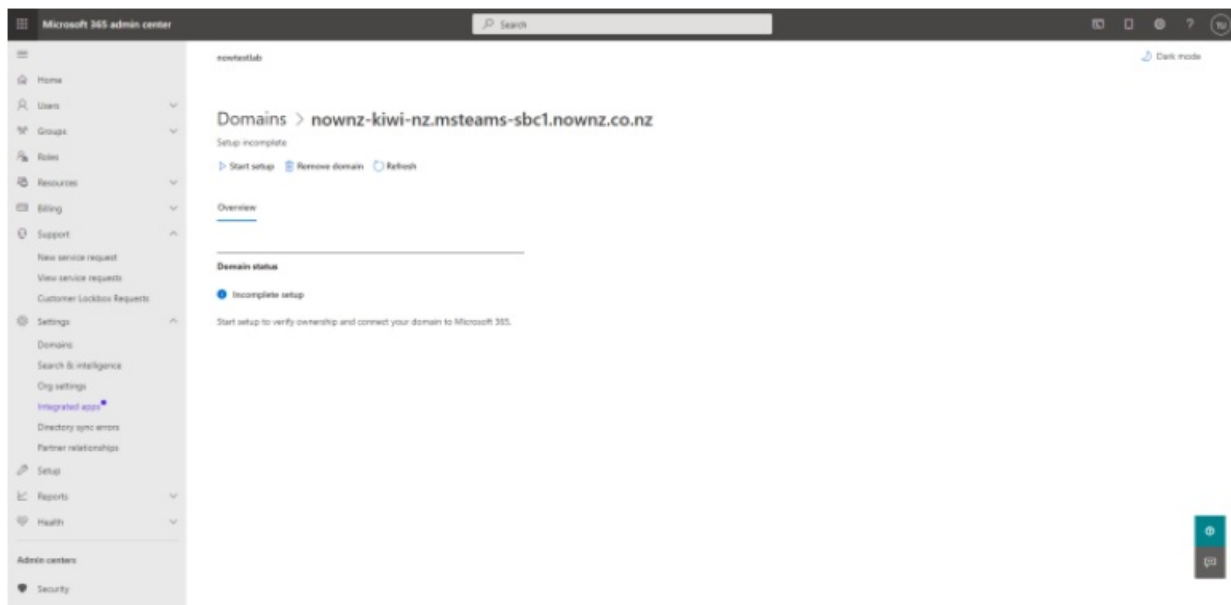 Microsoft 365 admin center
Search
?
TU
nowtestlab
Dark mode
Home
Users
Groups
Roles
Resources
Billing
Support
New service request
View service requests
Customer Lockbox Requests
Settings
Domains
Search & intelligence
Org settings
Integrated apps
Directory sync errors
Partner relationships
Setup
Reports
Health
Admin centers
Security
Domains > nownz-kiwi-nz.msteams-sbc1.nownz.co.nz
Setup incomplete
Start setup Remove domain Refresh
Overview
Domain status
Incomplete setup
Start setup to verify ownership and connect your domain to Microsoft 365.